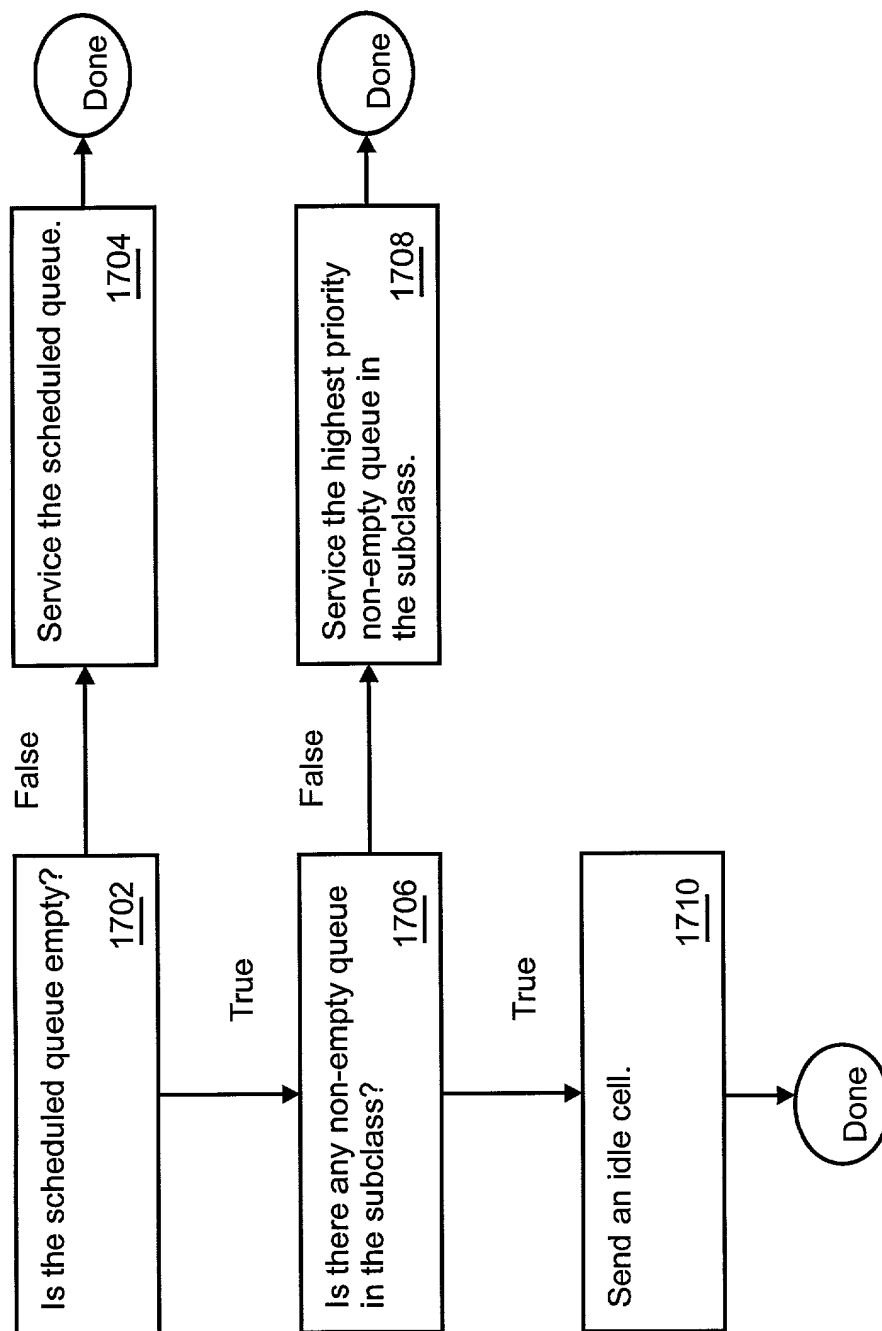 Is the scheduled queue empty?
1702
False
Service the scheduled queue.
1704
Done
True
Is there any non-empty queue
in the subclass?
1706
False
Service the highest priority
non-empty queue in
the subclass.
1708
Done
True
Send an idle cell.
1710
Done